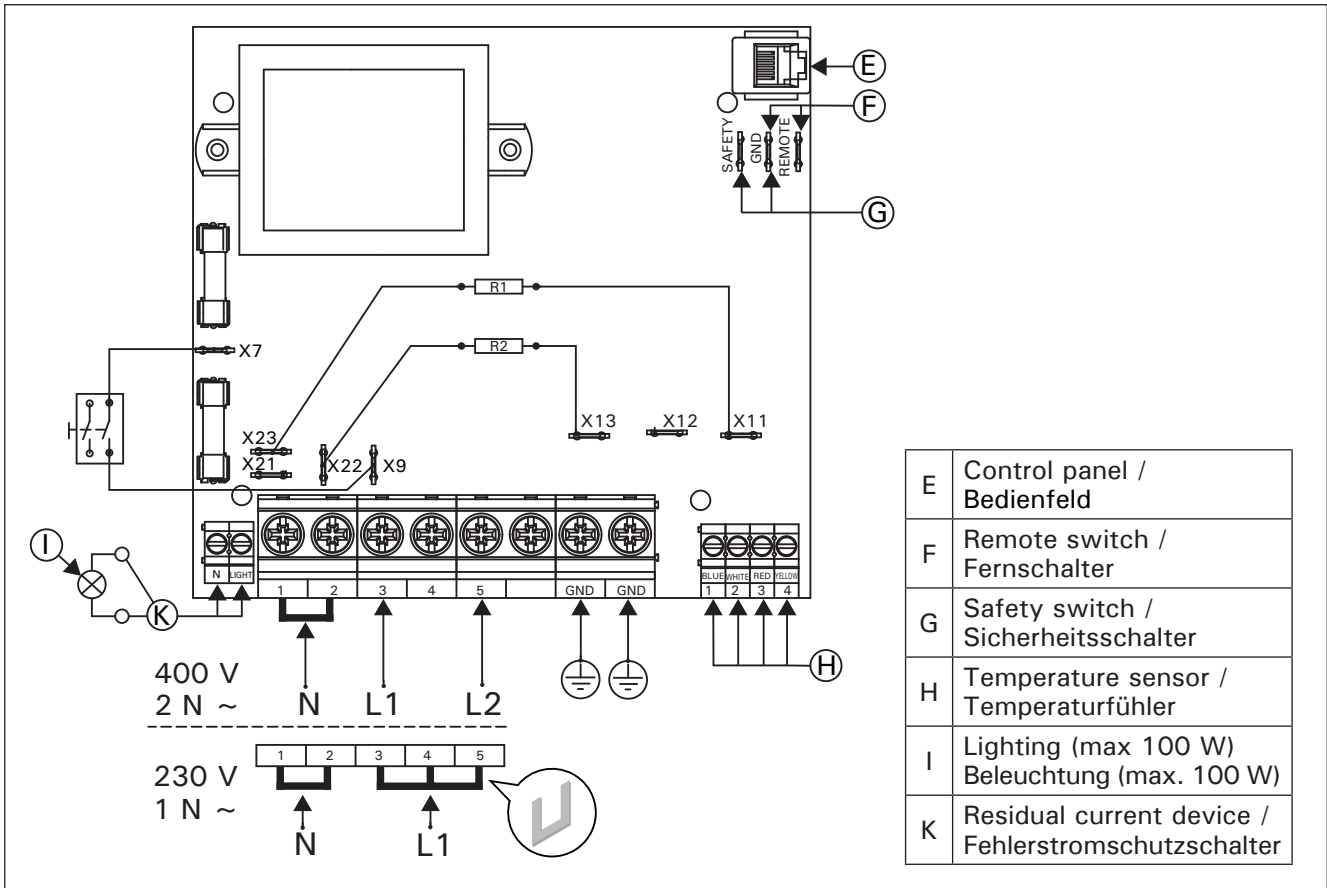 E
F
SAFETY
GND
REMOTE
G
R1
R2
X7
X13
X12
X11
X23
X21
X22
X9
I
N
LIGHT
K
1
2
3
4
5
GND
GND
BLUE
WHITE
RED
YELLOW
1
2
3
4
H
400 V
2 N ~
N
L1
L2
1
2
3
4
5
230 V
1 N ~
N
L1
E
Control panel /
Bedienfeld
F
Remote switch /
Fernschalter
G
Safety switch /
Sicherheitsschalter
H
Temperature sensor /
Temperaturfühler
I
Lighting (max 100 W)
Beleuchtung (max. 100 W)
K
Residual current device /
Fehlerstromschutzschalter